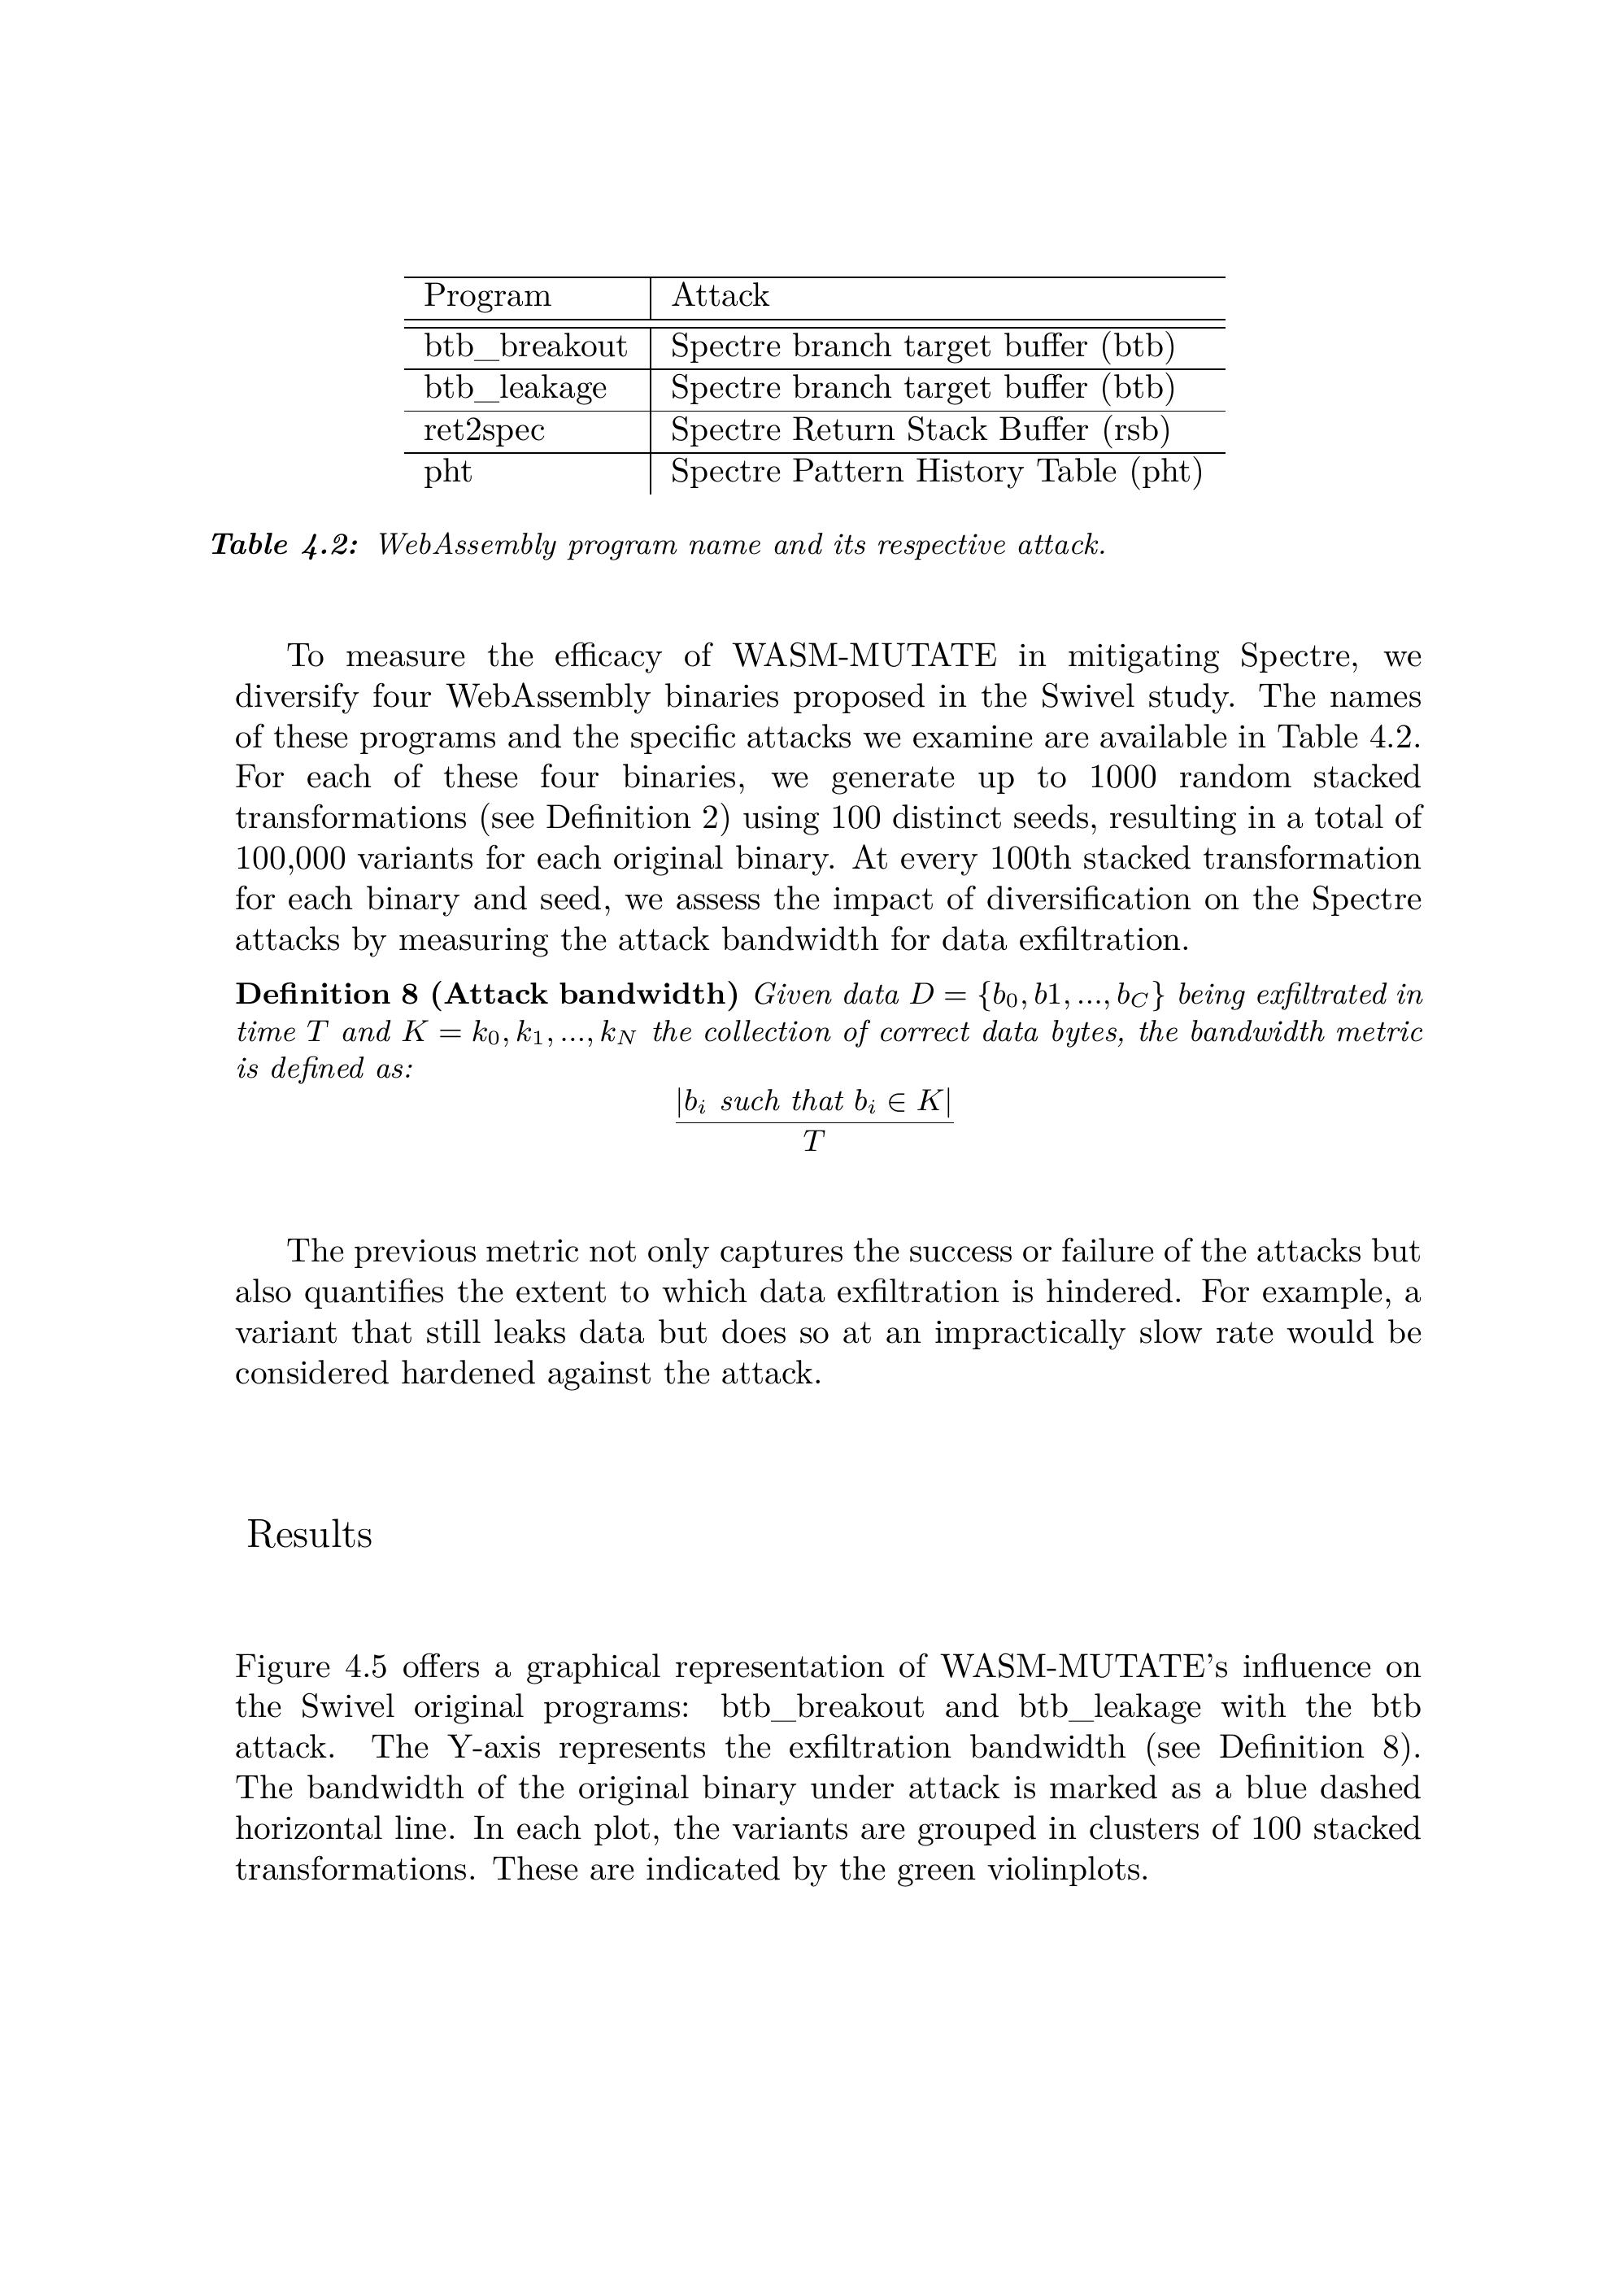 Program Attack
btb_breakout Spectre branch target buffer (btb)
btb_leakage Spectre branch target buffer (btb)
ret2spec Spectre Return Stack Buffer (rsb)
pht Spectre Pattern History Table (pht)
Table 4.2: WebAssembly program name and its respective attack.
To measure the efficacy of WASM-MUTATE in mitigating Spectre, we
diversify four WebAssembly binaries proposed in the Swivel study. The names
of these programs and the specific attacks we examine are available in Table 4.2.
For each of these four binaries, we generate up to 1000 random stacked
transformations (see Definition 2) using 100 distinct seeds, resulting in a total of
100,000 variants for each original binary. At every 100th stacked transformation
for each binary and seed, we assess the impact of diversification on the Spectre
attacks by measuring the attack bandwidth for data exfiltration.
Definition 8 (Attack bandwidth) Given data D = {b₀, b1, ..., b_C} being exfiltrated in
time T and K = k₀, k₁, ..., k_N the collection of correct data bytes, the bandwidth metric
is defined as:
|bᵢ such that bᵢ ∈ K|
T
The previous metric not only captures the success or failure of the attacks but
also quantifies the extent to which data exfiltration is hindered. For example, a
variant that still leaks data but does so at an impractically slow rate would be
considered hardened against the attack.
Results
Figure 4.5 offers a graphical representation of WASM-MUTATE's influence on
the Swivel original programs: btb_breakout and btb_leakage with the btb
attack. The Y-axis represents the exfiltration bandwidth (see Definition 8).
The bandwidth of the original binary under attack is marked as a blue dashed
horizontal line. In each plot, the variants are grouped in clusters of 100 stacked
transformations. These are indicated by the green violinplots.